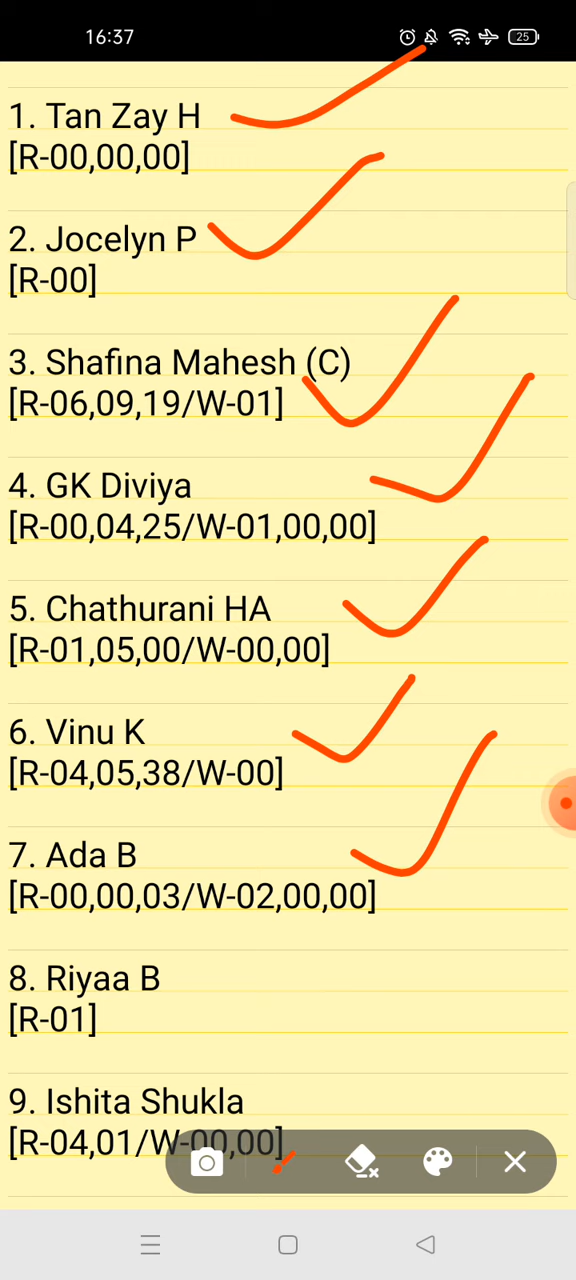 16:37
25
1. Tan Zay H
[R-00,00,00]
2. Jocelyn P
[R-00]
3. Shafina Mahesh (C)
[R-06,09,19/W-01]
4. GK Diviya
[R-00,04,25/W-01,00,00]
5. Chathurani HA
[R-01,05,00/W-00,00]
6. Vinu K
[R-04,05,38/W-00]
7. Ada B
[R-00,00,03/W-02,00,00]
8. Riyaa B
[R-01]
9. Ishita Shukla
[R-04,01/W-00,00]